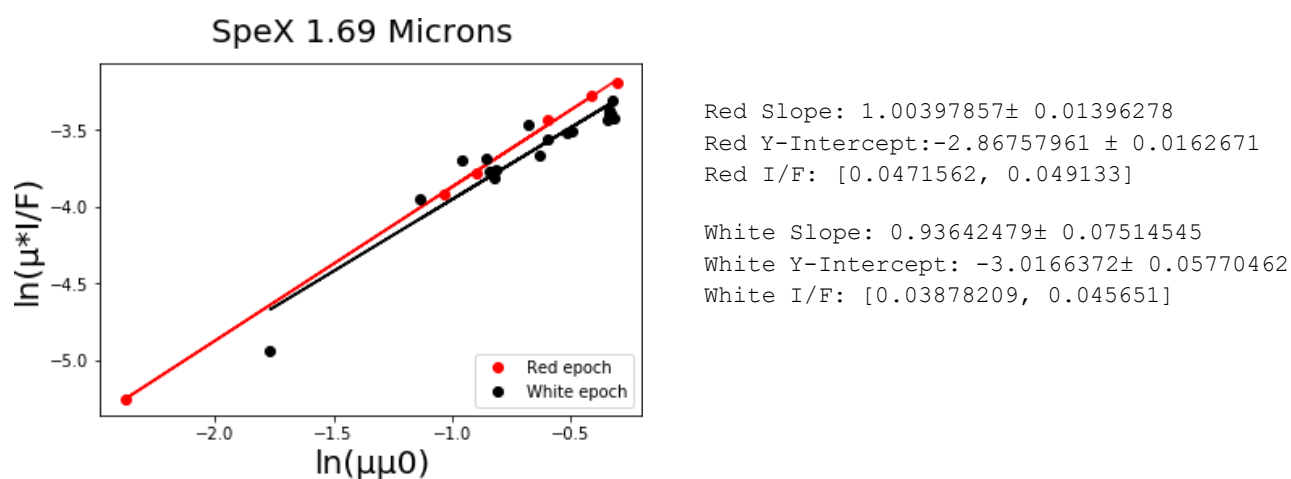 SpeX 1.69 Microns
ln(μ*I/F)
−3.5
−4.0
−4.5
−5.0
Red epoch
White epoch
−2.0
−1.5
−1.0
−0.5
ln(μμ0)
Red Slope: 1.00397857± 0.01396278
Red Y-Intercept:-2.86757961 ± 0.0162671
Red I/F: [0.0471562, 0.049133]
White Slope: 0.93642479± 0.07514545
White Y-Intercept: -3.0166372± 0.05770462
White I/F: [0.03878209, 0.045651]